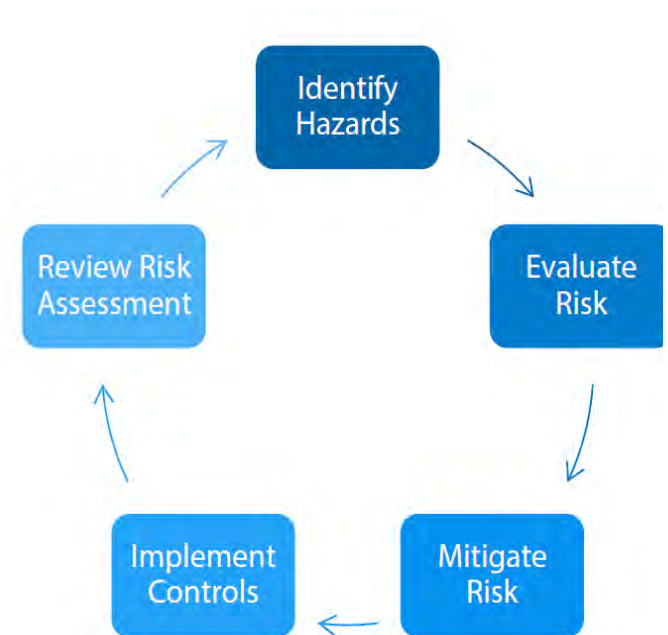 Identify
Hazards
Evaluate
Risk
Mitigate
Risk
Implement
Controls
Review Risk
Assessment